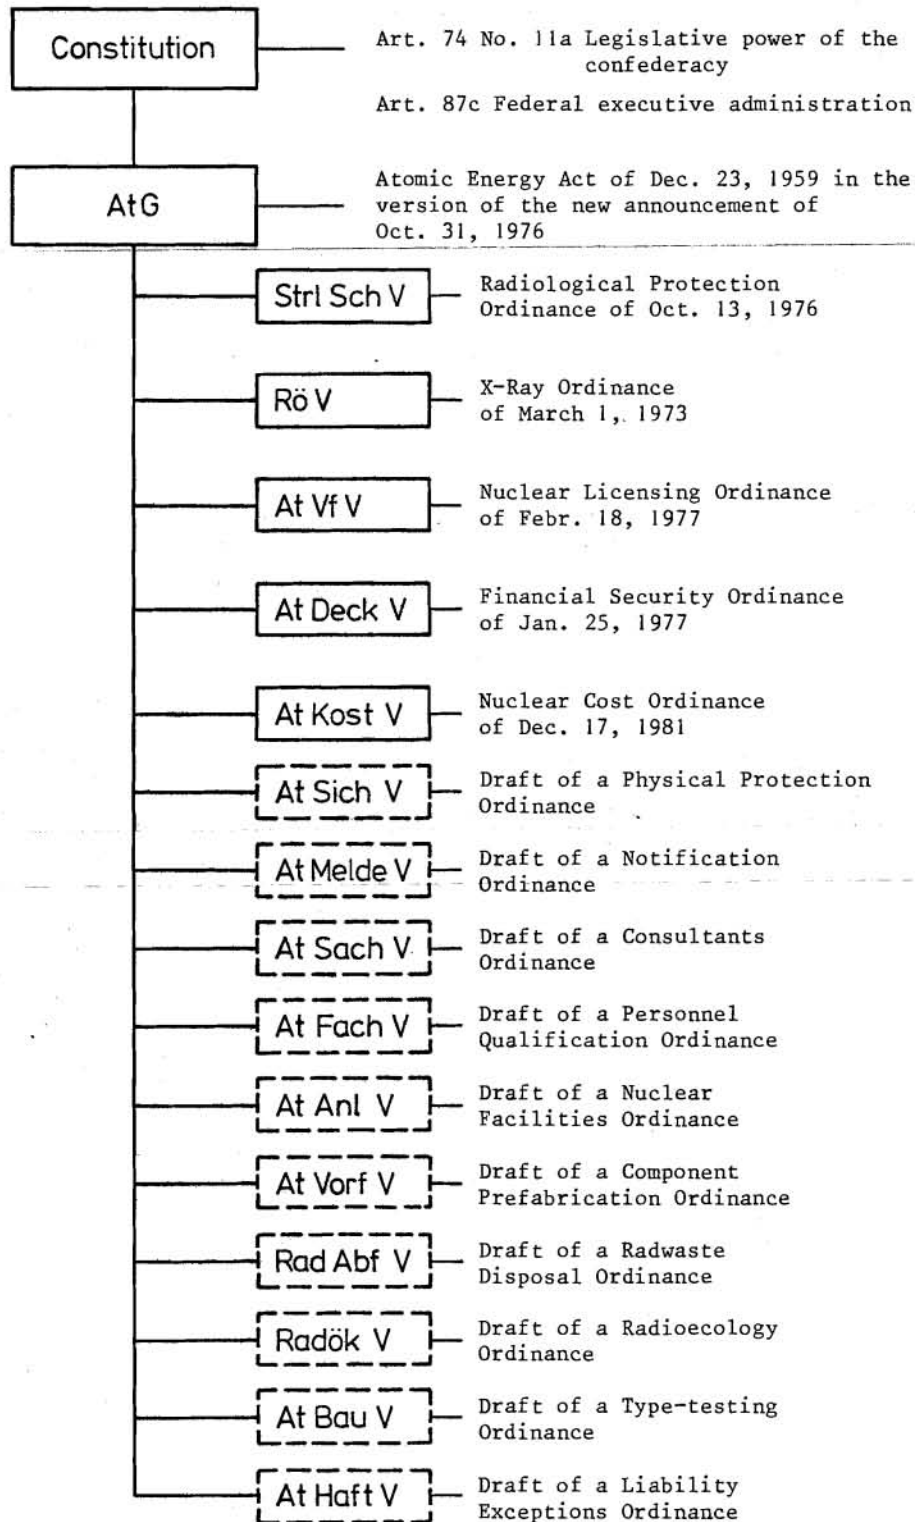 Constitution
Art. 74 No. 11a Legislative power of the
confederacy
Art. 87c Federal executive administration
AtG
Atomic Energy Act of Dec. 23, 1959 in the
version of the new announcement of
Oct. 31, 1976
Strl Sch V
Radiological Protection
Ordinance of Oct. 13, 1976
Rö V
X-Ray Ordinance
of March 1, 1973
At Vf V
Nuclear Licensing Ordinance
of Febr. 18, 1977
At Deck V
Financial Security Ordinance
of Jan. 25, 1977
At Kost V
Nuclear Cost Ordinance
of Dec. 17, 1981
At Sich V
Draft of a Physical Protection
Ordinance
At Melde V
Draft of a Notification
Ordinance
At Sach V
Draft of a Consultants
Ordinance
At Fach V
Draft of a Personnel
Qualification Ordinance
At Anl V
Draft of a Nuclear
Facilities Ordinance
At Vorf V
Draft of a Component
Prefabrication Ordinance
Rad Abf V
Draft of a Radwaste
Disposal Ordinance
Radök V
Draft of a Radioecology
Ordinance
At Bau V
Draft of a Type-testing
Ordinance
At Haft V
Draft of a Liability
Exceptions Ordinance